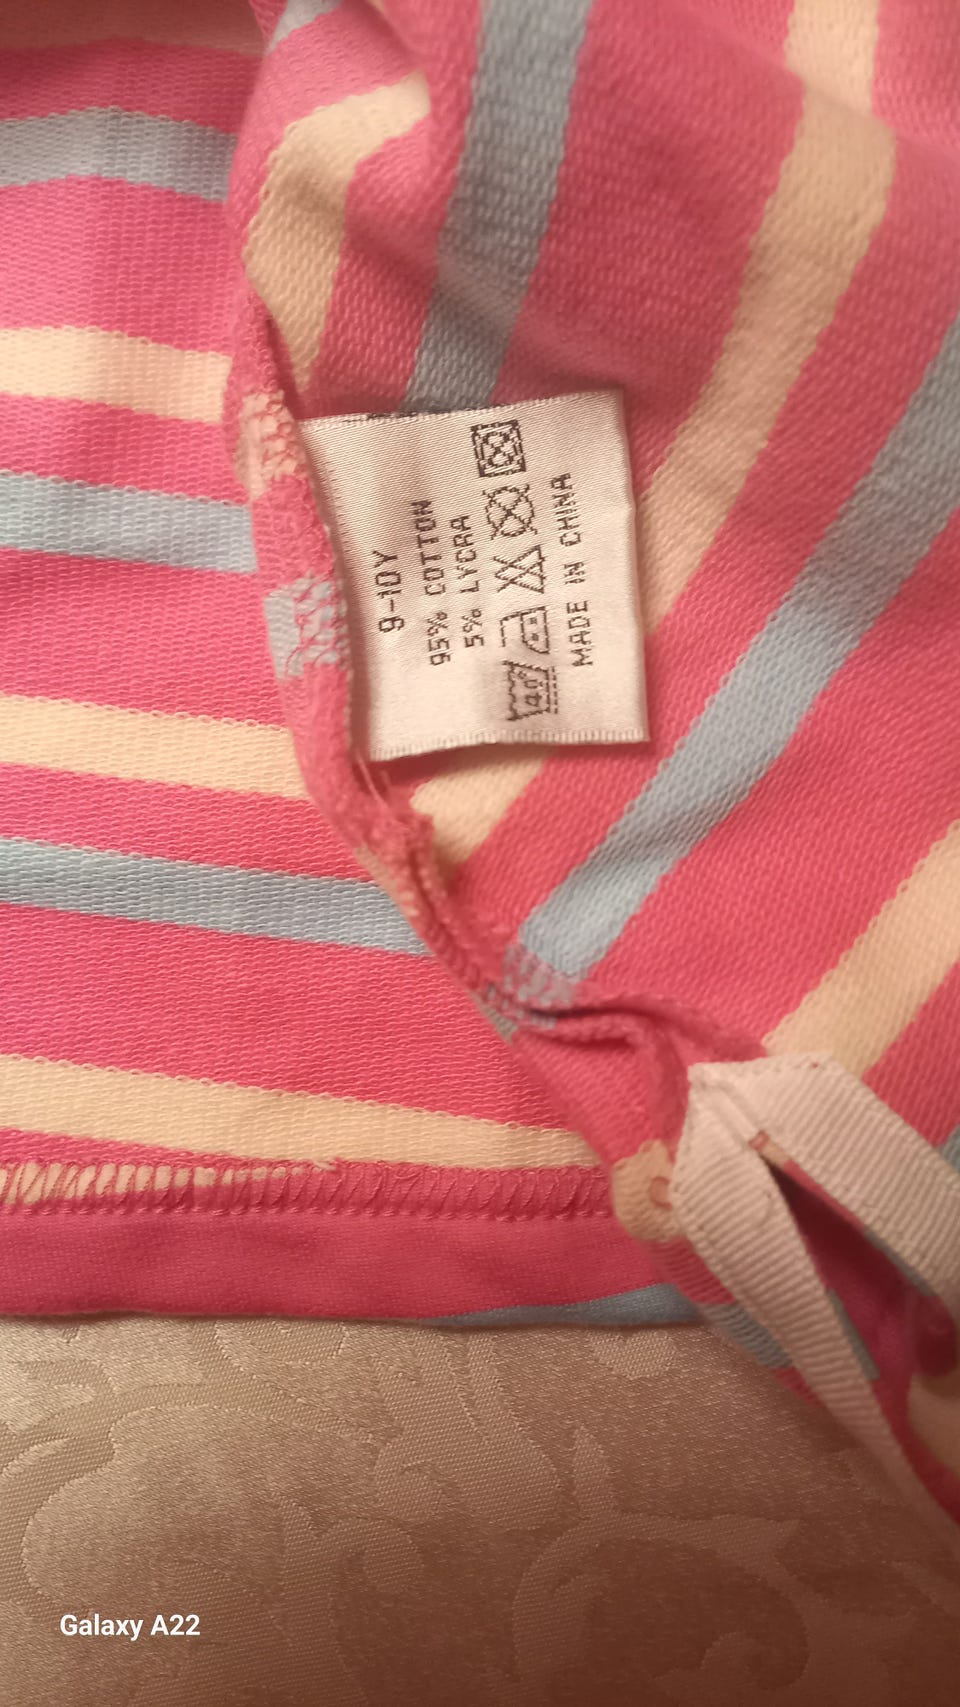 9-10Y
95% COTTON
5% LYCRA
40
MADE IN CHINA
Galaxy A22